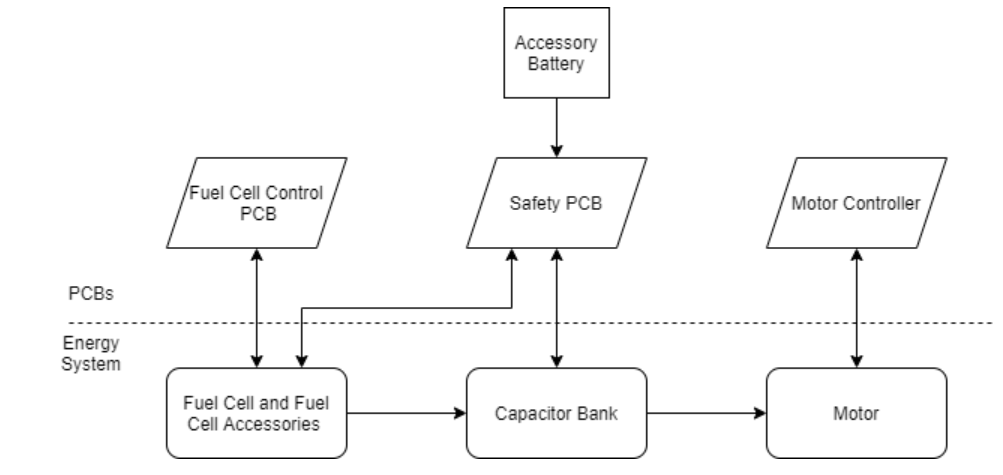 Accessory
Battery
Fuel Cell Control
PCB
Safety PCB
Motor Controller
PCBs
Energy
System
Fuel Cell and Fuel
Cell Accessories
Capacitor Bank
Motor